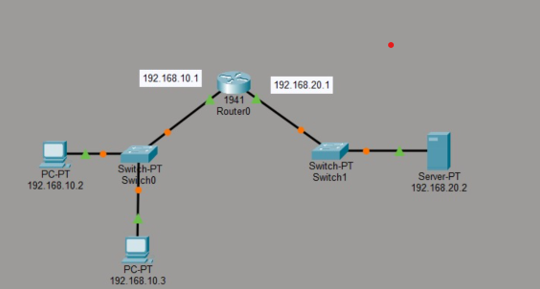 192.168.10.1
192.168.20.1
1941
Router0
Switch-PT
Switch0
Switch-PT
Switch1
PC-PT
192.168.10.2
Server-PT
192.168.20.2
PC-PT
192.168.10.3